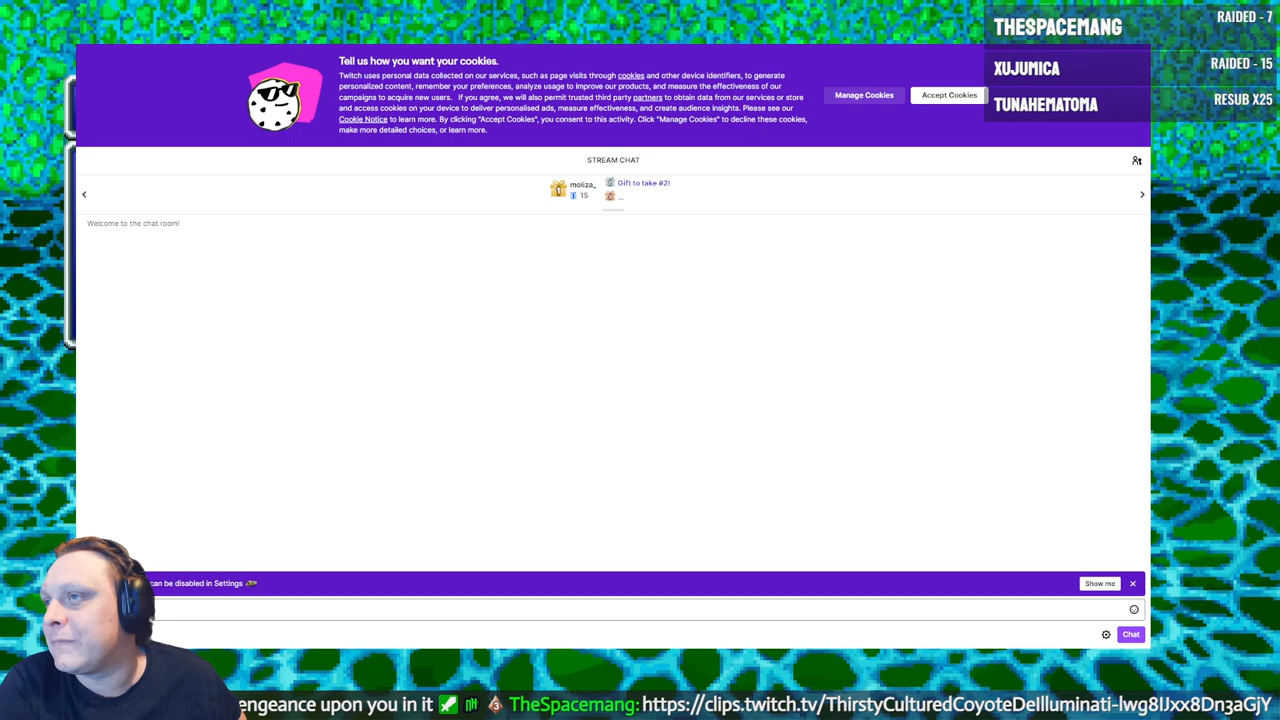 THESPACEMANG RAIDED - 7
XUJUMICA RAIDED - 15
TUNAHEMATOMA RESUB X25
Tell us how you want your cookies.
Twitch uses personal data collected on our services, such as page visits through cookies and other device identifiers, to generate
personalized content, remember your preferences, analyze usage to improve our products, and measure the effectiveness of our
campaigns to acquire new users. If you agree, we will also permit trusted third party partners to obtain data from our services or store
and access cookies on your device to deliver personalised ads, measure effectiveness, and create audience insights. Please see our
Cookie Notice to learn more. By clicking "Accept Cookies", you consent to this activity. Click "Manage Cookies" to decline these cookies,
make more detailed choices, or learn more.
Manage Cookies
Accept Cookies
STREAM CHAT
moliza_
15
Gift to take #2!
...
Welcome to the chat room!
can be disabled in Settings
Show me
Chat
engeance upon you in it TheSpacemang: https://clips.twitch.tv/ThirstyCulturedCoyoteDeIlluminati-lwg8IJxx8Dn3aGjY